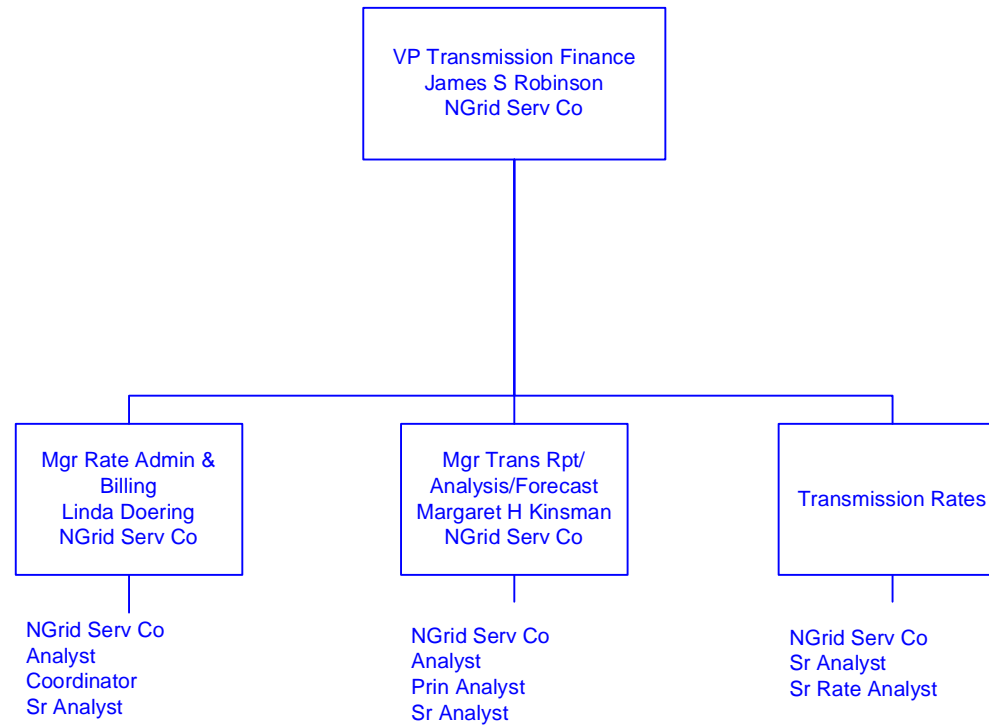 VP Transmission Finance
James S Robinson
NGrid Serv Co
Mgr Rate Admin &
Billing
Linda Doering
NGrid Serv Co
Mgr Trans Rpt/
Analysis/Forecast
Margaret H Kinsman
NGrid Serv Co
Transmission Rates
NGrid Serv Co
Analyst
Coordinator
Sr Analyst
NGrid Serv Co
Analyst
Prin Analyst
Sr Analyst
NGrid Serv Co
Sr Analyst
Sr Rate Analyst